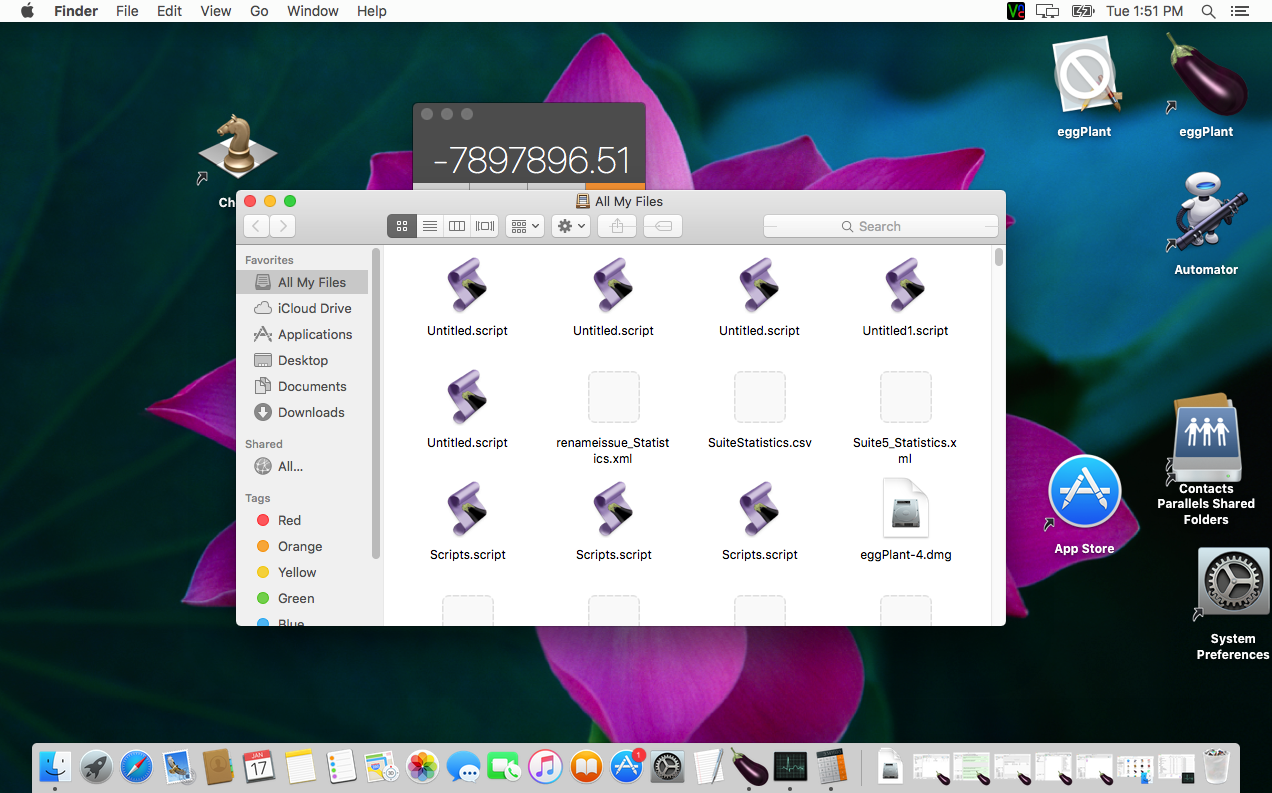 Finder File Edit View Go Window Help
Tue 1:51 PM
eggPlant
eggPlant
Ch
-7897896.51
All My Files
Search
Automator
Favorites
All My Files
iCloud Drive
Applications
Desktop
Documents
Downloads
Shared
All...
Tags
Red
Orange
Yellow
Green
Blue
Untitled.script
Untitled.script
Untitled.script
Untitled1.script
Untitled.script
renameissue_Statist
ics.xml
SuiteStatistics.csv
Suite5_Statistics.x
ml
Scripts.script
Scripts.script
Scripts.script
eggPlant-4.dmg
Contacts
Parallels Shared
Folders
App Store
System
Preferences
JAN
17
1